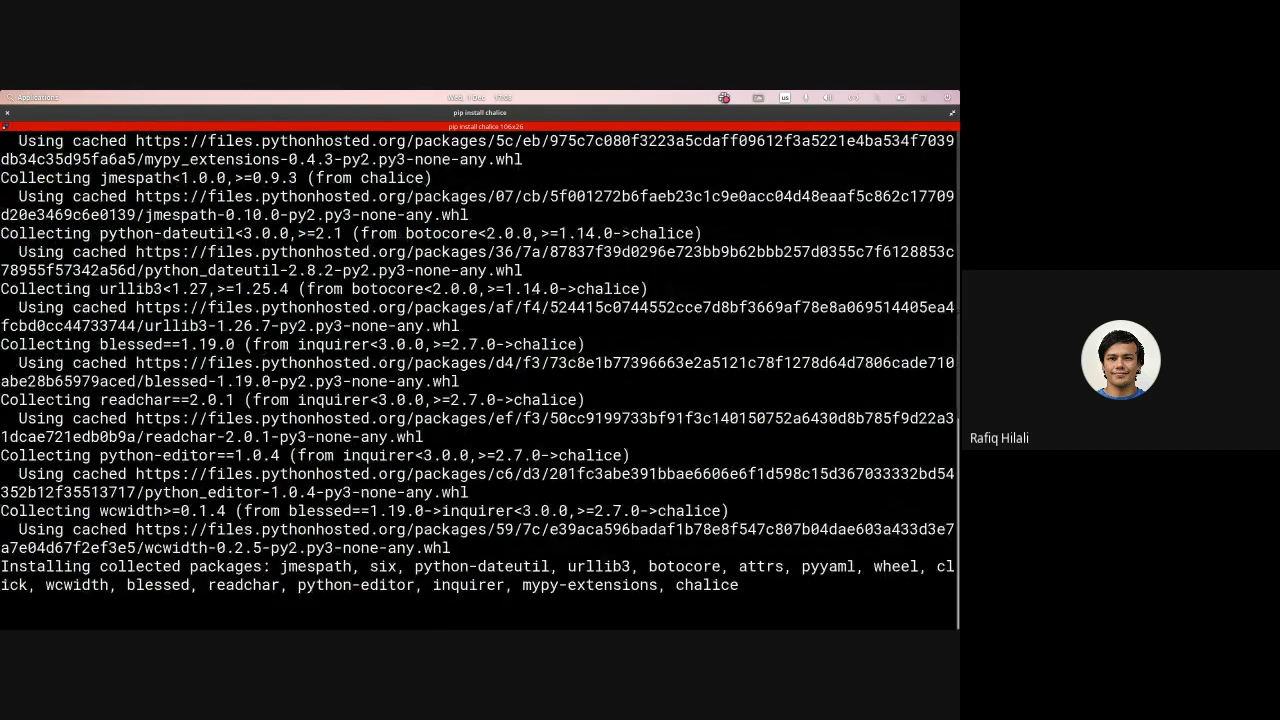 Applications
Wed, 1 Dec
us
pip install chalice
pip install chalice 106x26
Using cached https://files.pythonhosted.org/packages/5c/eb/975c7c080f3223a5cdaff09612f3a5221e4ba534f7039
db34c35d95fa6a5/mypy_extensions-0.4.3-py2.py3-none-any.whl
Collecting jmespath<1.0.0,>=0.9.3 (from chalice)
Using cached https://files.pythonhosted.org/packages/07/cb/5f001272b6faeb23c1c9e0acc04d48eaaf5c862c17709
d20e3469c6e0139/jmespath-0.10.0-py2.py3-none-any.whl
Collecting python-dateutil<3.0.0,>=2.1 (from botocore<2.0.0,>=1.14.0->chalice)
Using cached https://files.pythonhosted.org/packages/36/7a/87837f39d0296e723bb9b62bbb257d0355c7f6128853c
78955f57342a56d/python_dateutil-2.8.2-py2.py3-none-any.whl
Collecting urllib3<1.27,>=1.25.4 (from botocore<2.0.0,>=1.14.0->chalice)
Using cached https://files.pythonhosted.org/packages/af/f4/524415c0744552cce7d8bf3669af78e8a069514405ea4
fcbd0cc44733744/urllib3-1.26.7-py2.py3-none-any.whl
Collecting blessed==1.19.0 (from inquirer<3.0.0,>=2.7.0->chalice)
Using cached https://files.pythonhosted.org/packages/d4/f3/73c8e1b77396663e2a5121c78f1278d64d7806cade710
abe28b65979aced/blessed-1.19.0-py2.py3-none-any.whl
Collecting readchar==2.0.1 (from inquirer<3.0.0,>=2.7.0->chalice)
Using cached https://files.pythonhosted.org/packages/ef/f3/50cc9199733bf91f3c140150752a6430d8b785f9d22a3
1dcae721edb0b9a/readchar-2.0.1-py3-none-any.whl
Collecting python-editor==1.0.4 (from inquirer<3.0.0,>=2.7.0->chalice)
Using cached https://files.pythonhosted.org/packages/c6/d3/201fc3abe391bbae6606e6f1d598c15d367033332bd54
352b12f35513717/python_editor-1.0.4-py3-none-any.whl
Collecting wcwidth>=0.1.4 (from blessed==1.19.0->inquirer<3.0.0,>=2.7.0->chalice)
Using cached https://files.pythonhosted.org/packages/59/7c/e39aca596badaf1b78e8f547c807b04dae603a433d3e7
a7e04d67f2ef3e5/wcwidth-0.2.5-py2.py3-none-any.whl
Installing collected packages: jmespath, six, python-dateutil, urllib3, botocore, attrs, pyyaml, wheel, cl
ick, wcwidth, blessed, readchar, python-editor, inquirer, mypy-extensions, chalice
Rafiq Hilali